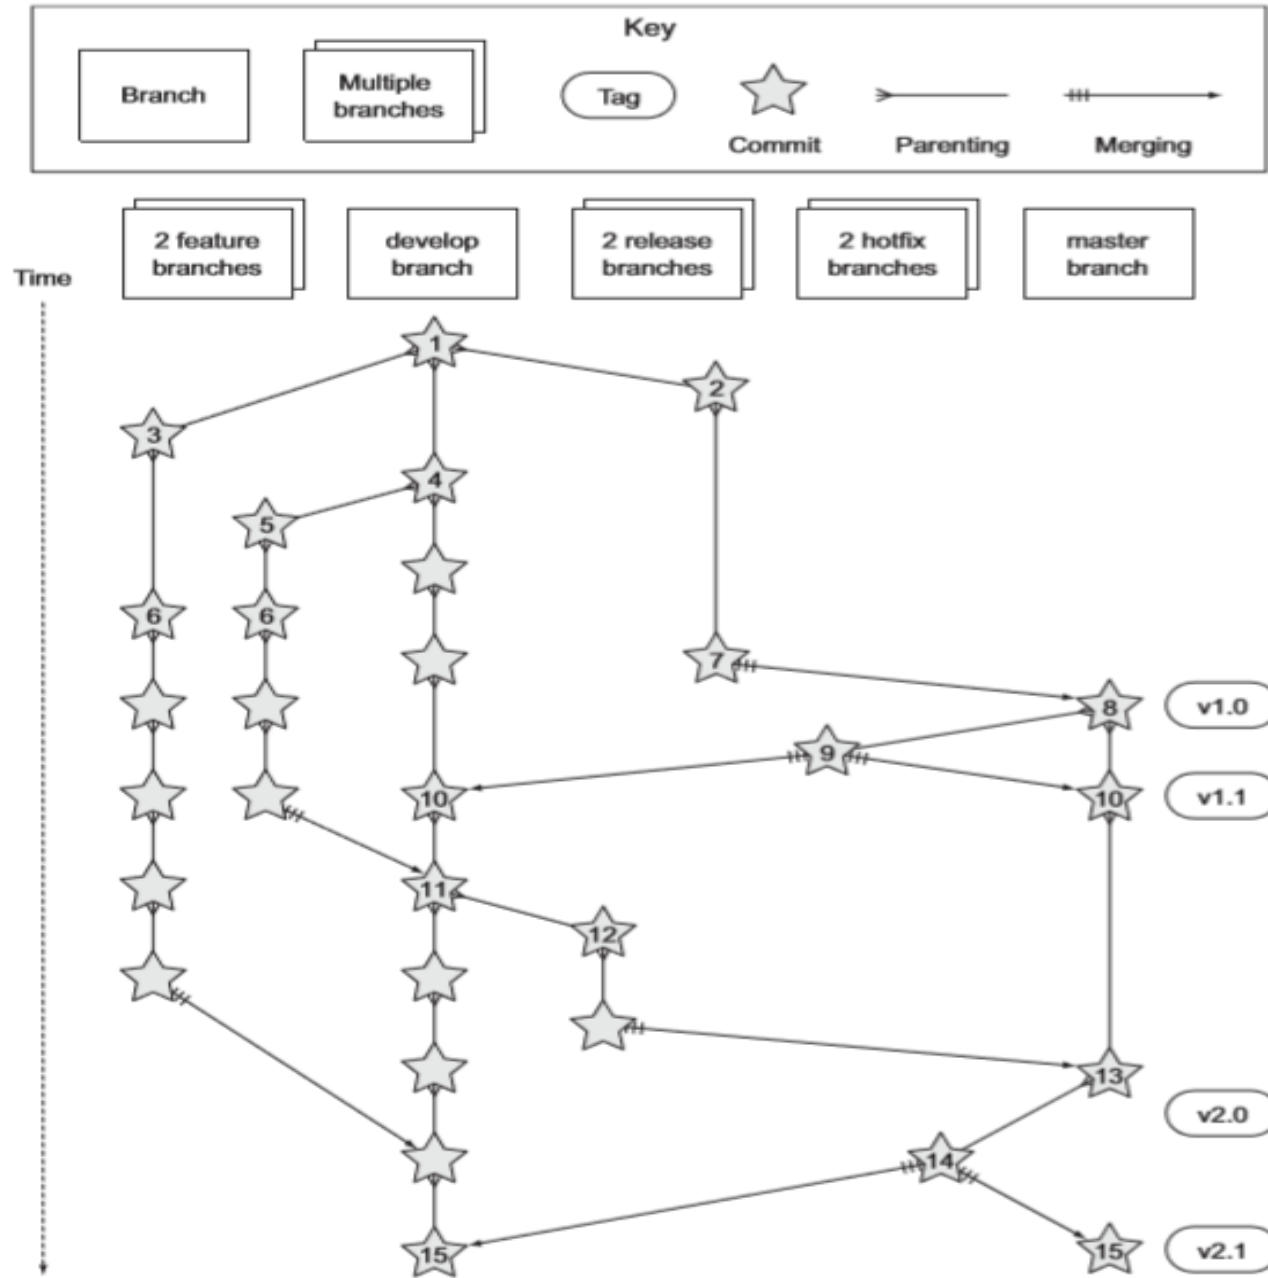 Key
Branch
Multiple
branches
Tag
Commit
Parenting
Merging
2 feature
branches
develop
branch
2 release
branches
2 hotfix
branches
master
branch
Time
1
2
3
4
5
6
6
7
8
v1.0
9
10
10
v1.1
11
12
13
v2.0
14
15
15
v2.1